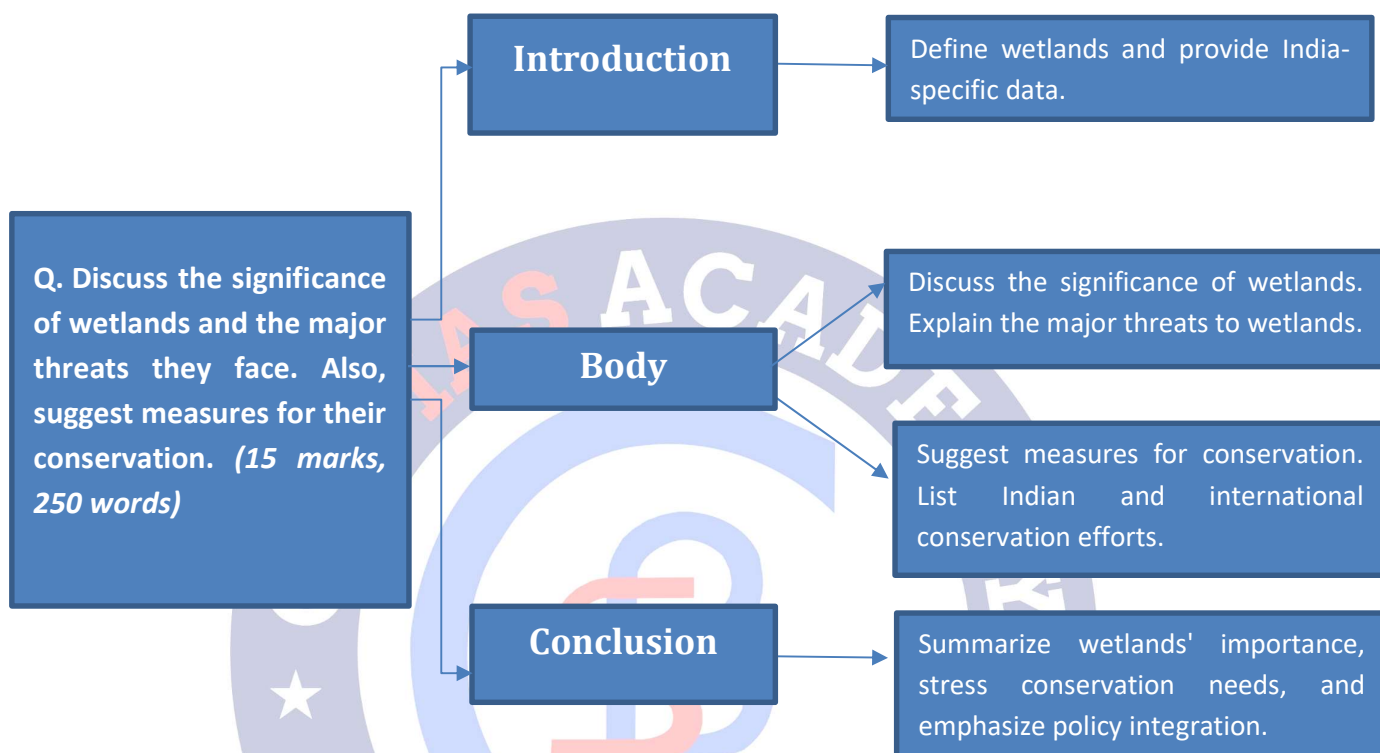 Introduction
Define wetlands and provide India-
specific data.
Q. Discuss the significance
of wetlands and the major
threats they face. Also,
suggest measures for their
conservation. (15 marks,
250 words)
Body
Discuss the significance of wetlands.
Explain the major threats to wetlands.
Suggest measures for conservation.
List Indian and international
conservation efforts.
Conclusion
Summarize wetlands' importance,
stress conservation needs, and
emphasize policy integration.